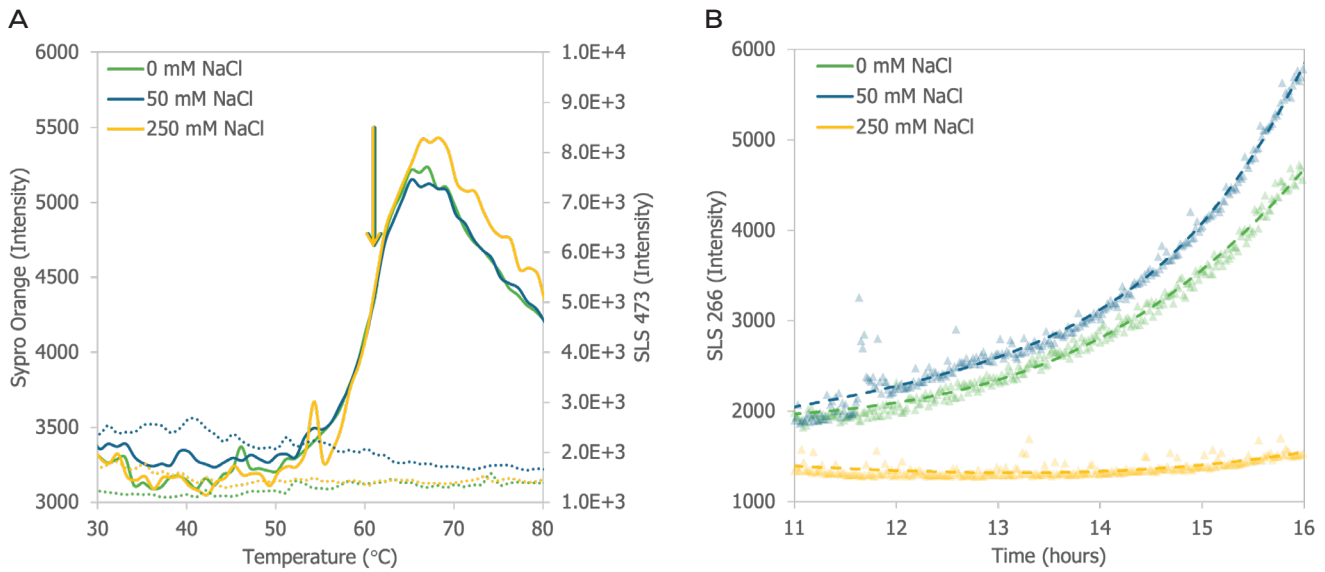 A
6000
5500
5000
4500
4000
3500
3000
Sypro Orange (Intensity)
0 mM NaCl
50 mM NaCl
250 mM NaCl
1.0E+4
9.0E+3
8.0E+3
7.0E+3
6.0E+3
5.0E+3
4.0E+3
3.0E+3
2.0E+3
1.0E+3
SLS 473 (Intensity)
30 40 50 60 70 80
Temperature (°C)
B
6000
5000
4000
3000
2000
1000
SLS 266 (Intensity)
0 mM NaCl
50 mM NaCl
250 mM NaCl
11 12 13 14 15 16
Time (hours)